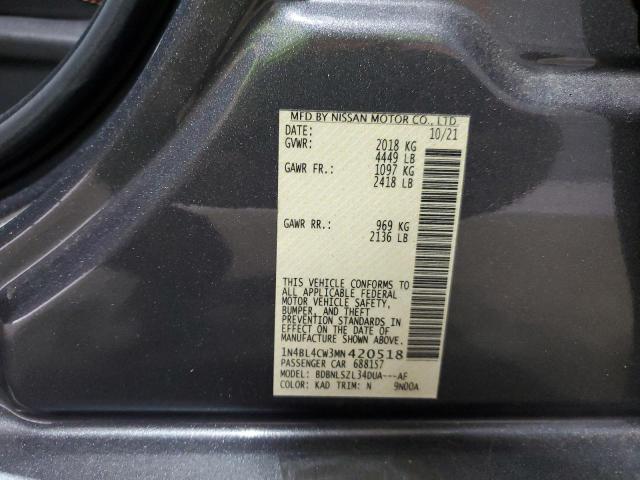 MFD BY NISSAN MOTOR CO., LTD.
DATE: 10/21
GVWR: 2018 KG
4449 LB
GAWR FR.: 1097 KG
2418 LB
GAWR RR.: 969 KG
2136 LB
THIS VEHICLE CONFORMS TO
ALL APPLICABLE FEDERAL
MOTOR VEHICLE SAFETY,
BUMPER, AND THEFT
PREVENTION STANDARDS IN
EFFECT ON THE DATE OF
MANUFACTURE SHOWN ABOVE.
1N4BL4CW3MN420518
PASSENGER CAR 688157
MODEL: BDBNLSZL34DUA---AF
COLOR: KAD TRIM: N 9N00A